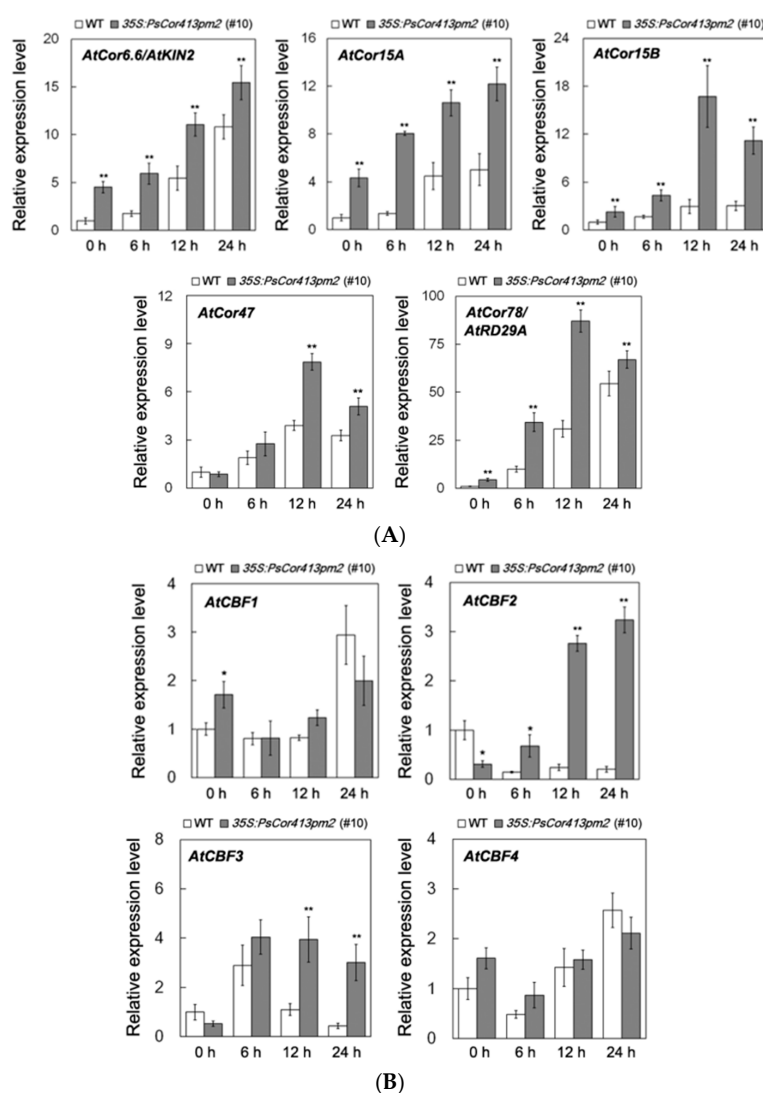 WT 35S:PsCor413pm2 (#10) WT 35S:PsCor413pm2 (#10) WT 35S:PsCor413pm2 (#10)
Relative expression level
20
15
10
5
0
AtCor6.6/AtKIN2
**
**
**
**
0 h 6 h 12 h 24 h
Relative expression level
16
12
8
4
0
AtCor15A
**
**
**
**
0 h 6 h 12 h 24 h
Relative expression level
24
18
12
6
0
AtCor15B
**
**
**
**
0 h 6 h 12 h 24 h
WT 35S:PsCor413pm2 (#10) WT 35S:PsCor413pm2 (#10)
Relative expression level
12
9
6
3
0
AtCor47
**
**
0 h 6 h 12 h 24 h
Relative expression level
100
75
50
25
0
AtCor78/
AtRD29A
**
**
**
**
0 h 6 h 12 h 24 h
(A)
WT 35S:PsCor413pm2 (#10) WT 35S:PsCor413pm2 (#10)
Relative expression level
4
3
2
1
0
AtCBF1
*
0 h 6 h 12 h 24 h
Relative expression level
4
3
2
1
0
AtCBF2
*
*
**
**
0 h 6 h 12 h 24 h
WT 35S:PsCor413pm2 (#10) WT 35S:PsCor413pm2 (#10)
Relative expression level
8
6
4
2
0
AtCBF3
**
**
0 h 6 h 12 h 24 h
Relative expression level
4
3
2
1
0
AtCBF4
0 h 6 h 12 h 24 h
(B)